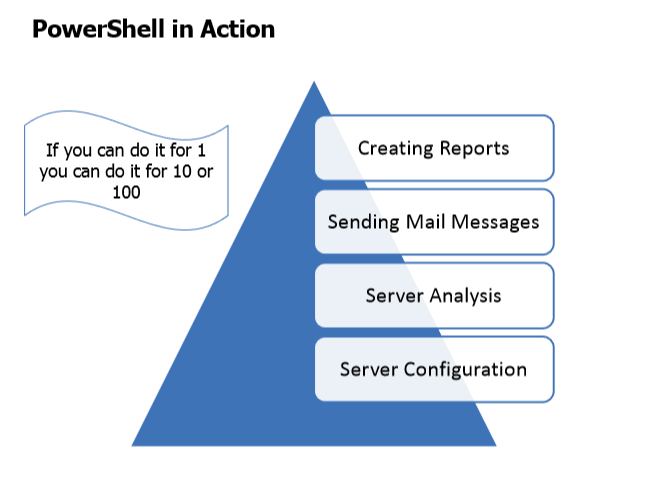 PowerShell in Action
If you can do it for 1
you can do it for 10 or
100
Creating Reports
Sending Mail Messages
Server Analysis
Server Configuration